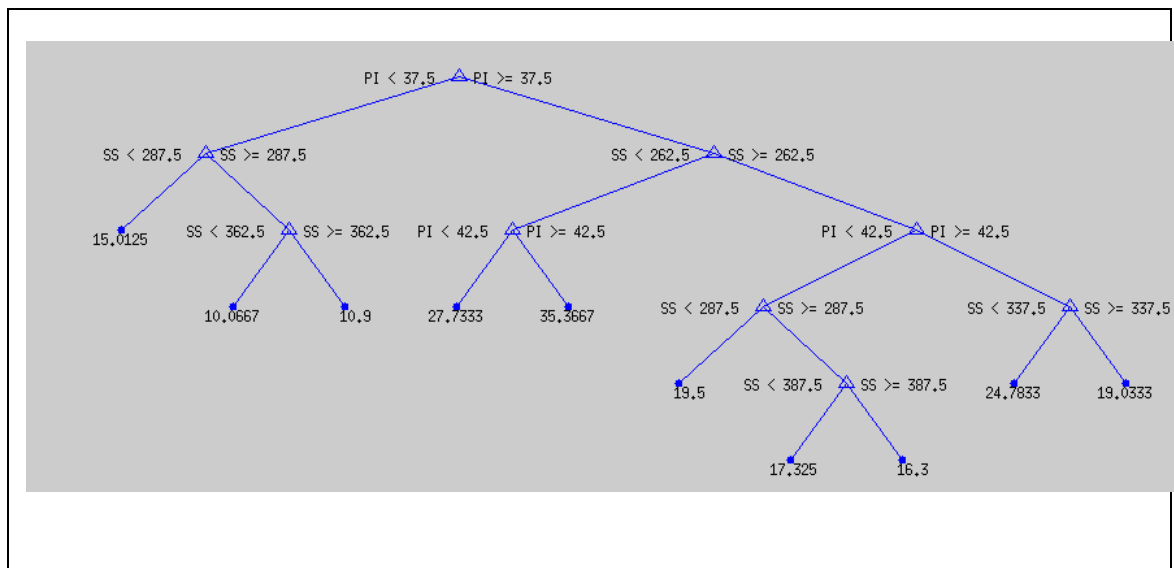 PI < 37.5 PI >= 37.5
SS < 287.5 SS >= 287.5 SS < 262.5 SS >= 262.5
15.0125 SS < 362.5 SS >= 362.5 PI < 42.5 PI >= 42.5 PI < 42.5 PI >= 42.5
10.0667 10.9 27.7333 35.3667 SS < 287.5 SS >= 287.5 SS < 337.5 SS >= 337.5
19.5 SS < 387.5 SS >= 387.5 24.7833 19.0333
17.325 16.3